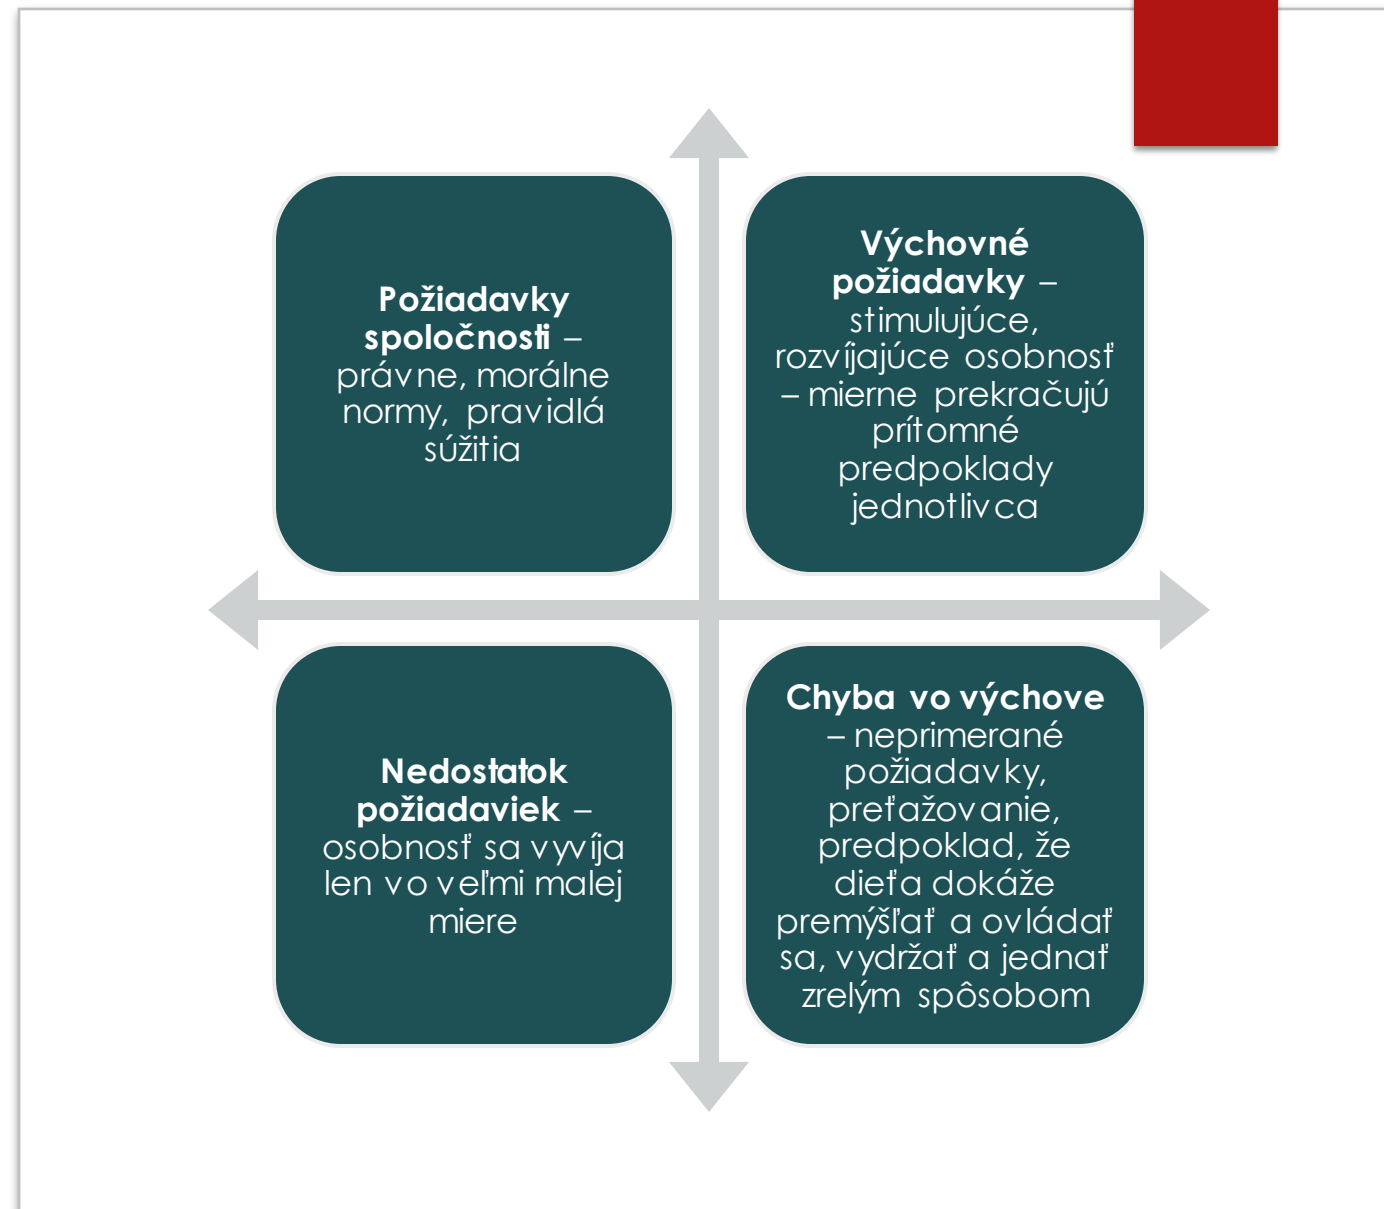 Požiadavky
spoločnosti –
právne, morálne
normy, pravidlá
súžitia
Výchovné
požiadavky –
stimulujúce,
rozvíjajúce osobnosť
– mierne prekračujú
prítomné
predpoklady
jednotlivca
Nedostatok
požiadaviek –
osobnosť sa vyvíja
len vo veľmi malej
miere
Chyba vo výchove
– neprimerané
požiadavky,
preťažovanie,
predpoklad, že
dieťa dokáže
premýšľať a ovládať
sa, vydržať a jednať
zrelým spôsobom